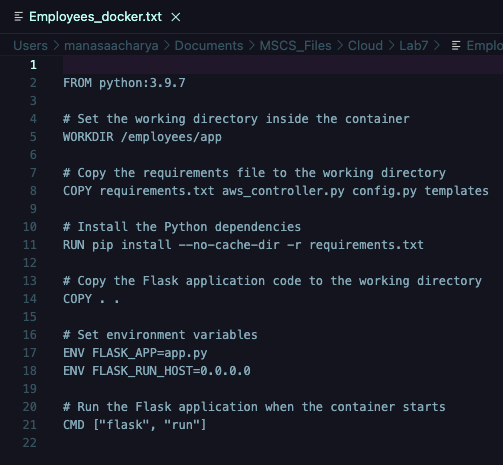 Employees_docker.txt ×
Users > manasaacharya > Documents > MSCS_Files > Cloud > Lab7 > Emplo
1
2 FROM python:3.9.7
3
4 # Set the working directory inside the container
5 WORKDIR /employees/app
6
7 # Copy the requirements file to the working directory
8 COPY requirements.txt aws_controller.py config.py templates
9
10 # Install the Python dependencies
11 RUN pip install --no-cache-dir -r requirements.txt
12
13 # Copy the Flask application code to the working directory
14 COPY . .
15
16 # Set environment variables
17 ENV FLASK_APP=app.py
18 ENV FLASK_RUN_HOST=0.0.0.0
19
20 # Run the Flask application when the container starts
21 CMD ["flask", "run"]
22